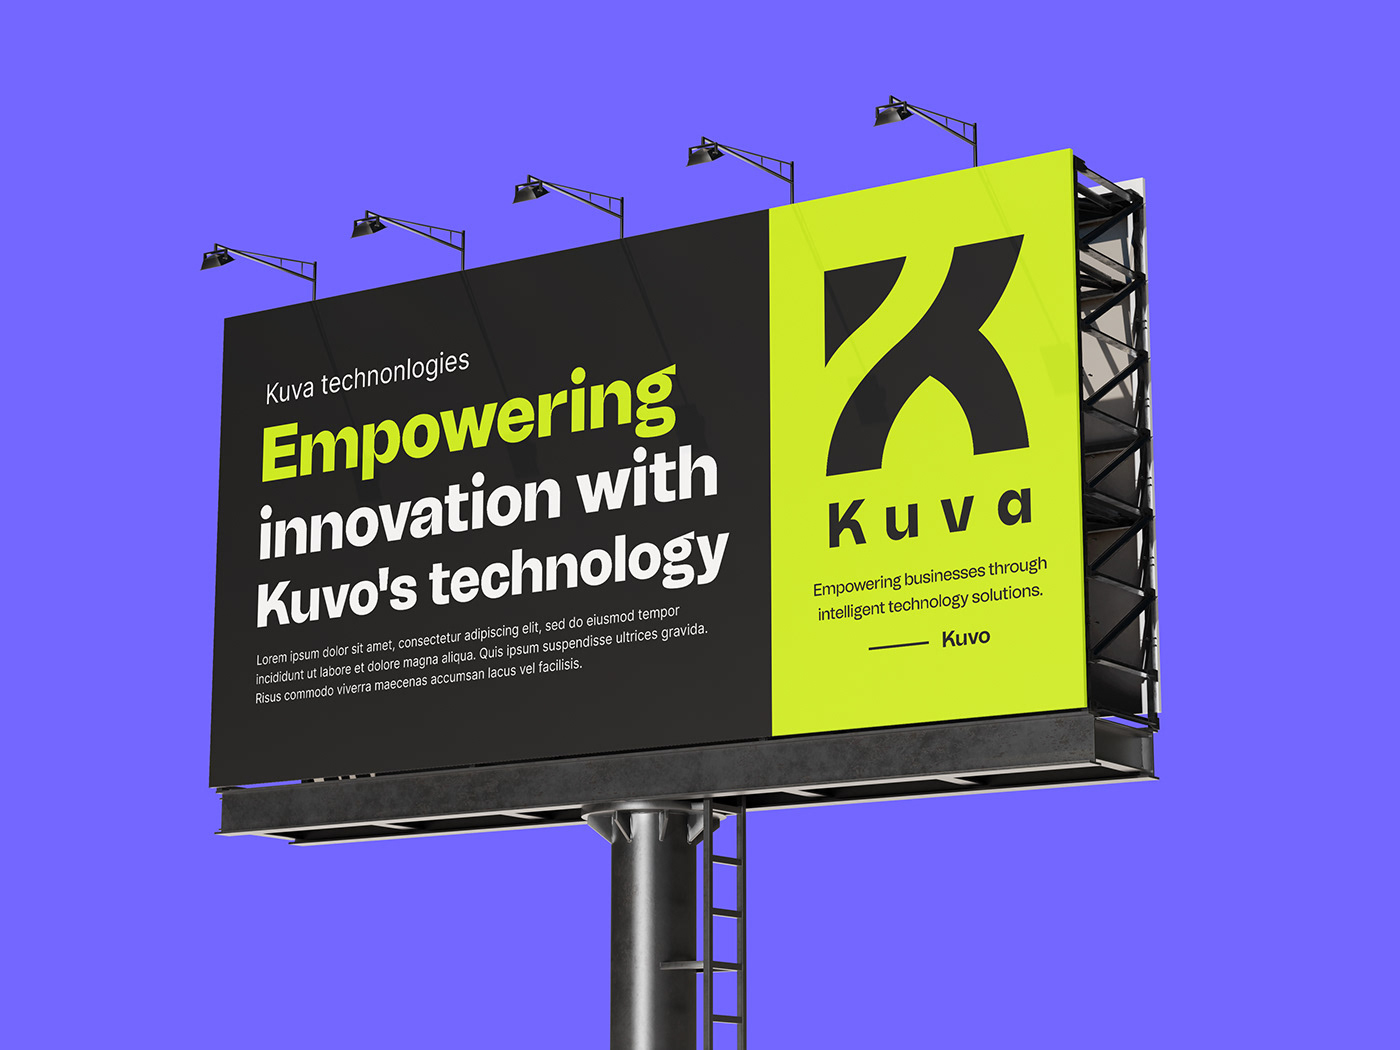 Kuva technonlogies
Empowering
innovation with
Kuvo's technology
Lorem ipsum dolor sit amet, consectetur adipiscing elit, sed do eiusmod tempor
incididunt ut labore et dolore magna aliqua. Quis ipsum suspendisse ultrices gravida.
Risus commodo viverra maecenas accumsan lacus vel facilisis.
Kuva
Empowering businesses through
intelligent technology solutions.
Kuvo